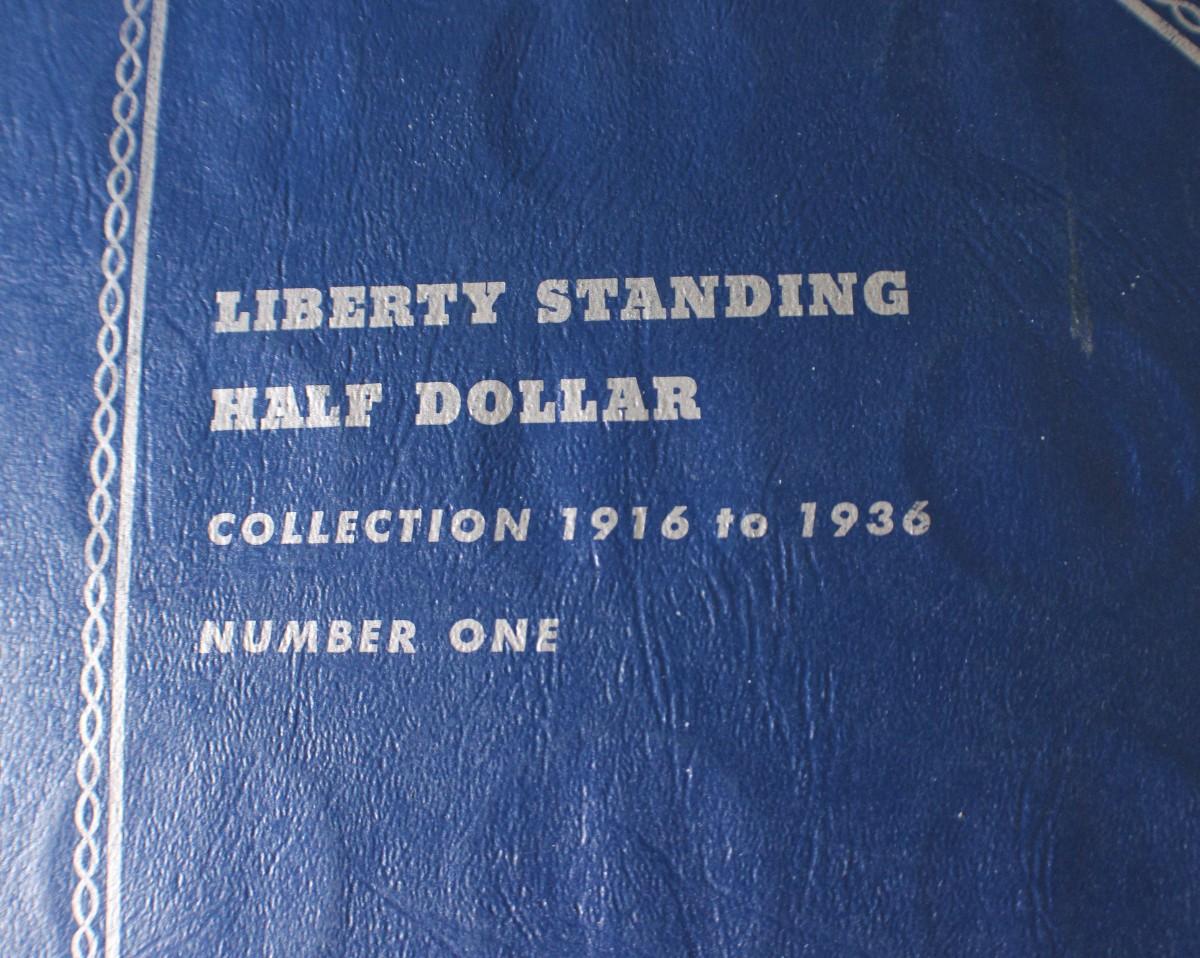 LIBERTY STANDING
HALF DOLLAR
COLLECTION 1916 to 1936
NUMBER ONE